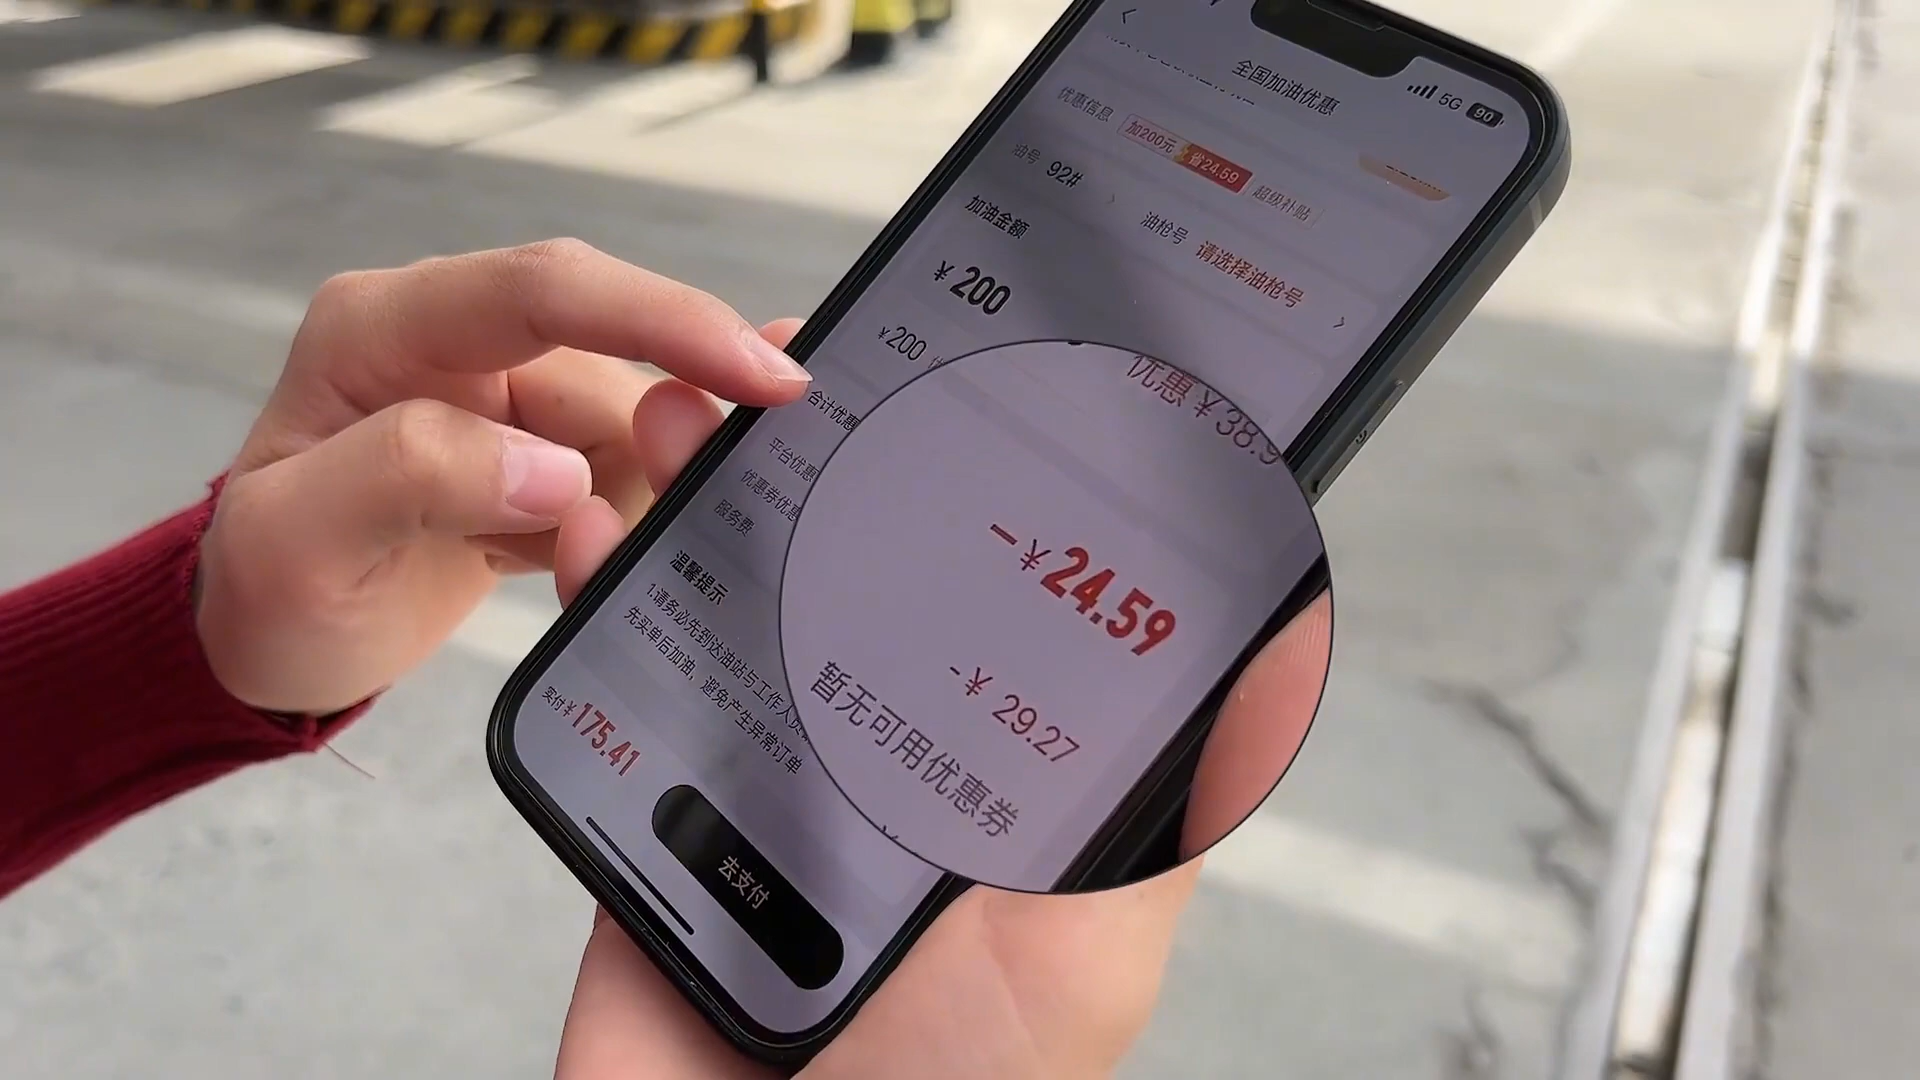 5G 90
全国加油优惠
优惠信息 加200元 省24.59 超级补贴
油号 92#
油枪号 请选择油枪号
加油金额
¥200
¥200
优惠¥38.9
合计优惠
-¥24.59
平台优惠
-¥29.27
优惠券优惠
暂无可用优惠券
服务费
温馨提示
1.请务必先到达油站与工作人员
先买单后加油，避免产生异常订单
实付¥175.41
去支付